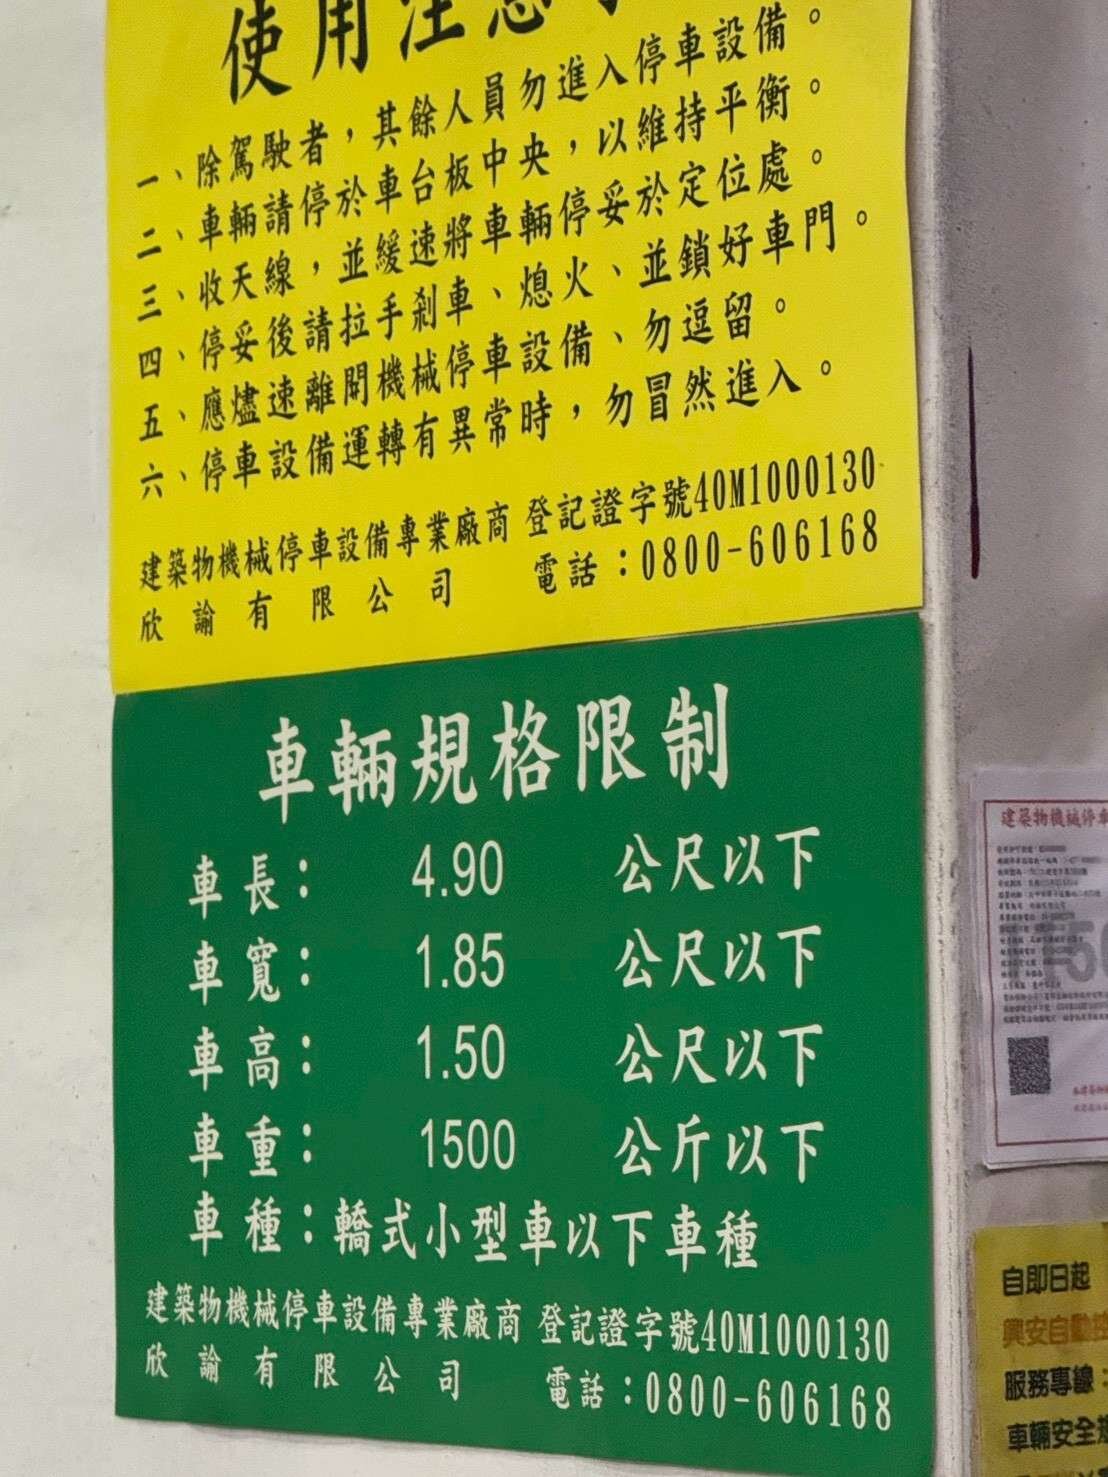 使用注意
一、除駕駛者，其餘人員勿進入停車設備。
二、車輛請停於車台板中央，以維持平衡。
三、收天線，並緩速將車輛停妥於定位處。
四、停妥後請拉手剎車、熄火、並鎖好車門。
五、應儘速離開機械停車設備、勿逗留。
六、停車設備運轉有異常時，勿冒然進入。
建築物機械停車設備專業廠商 登記證字號40M1000130
欣諭有限公司 電話：0800-606168
車輛規格限制
車長： 4.90 公尺以下
車寬： 1.85 公尺以下
車高： 1.50 公尺以下
車重： 1500 公斤以下
車種：轎式小型車以下車種
建築物機械停車設備專業廠商 登記證字號40M1000130
欣諭有限公司 電話：0800-606168
建築物機械停車
自即日起
興安自動控
服務專線：
車輛安全